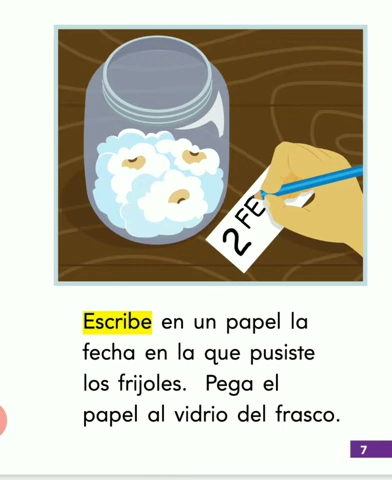 2 FE
Escribe en un papel la
fecha en la que pusiste
los frijoles. Pega el
papel al vidrio del frasco.
7